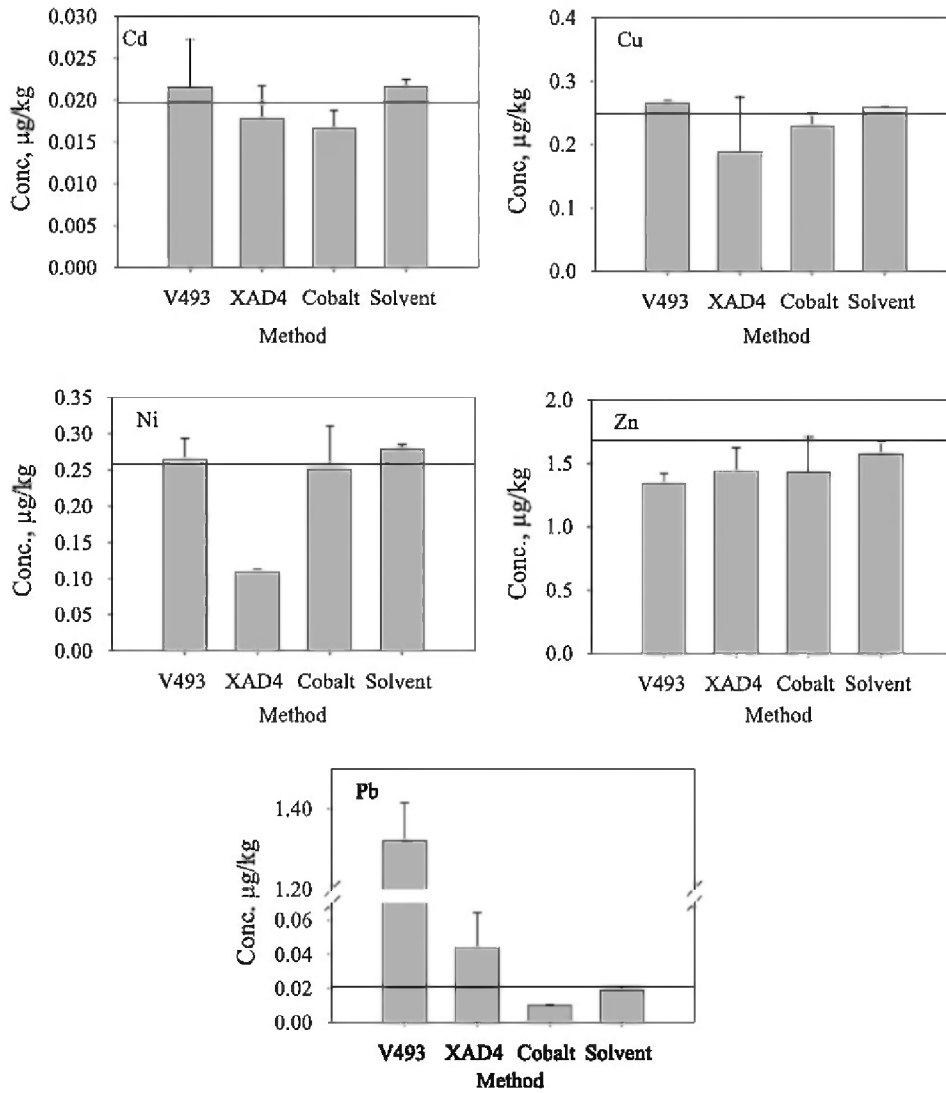 Cd
Conc, µg/kg
0.030
0.025
0.020
0.015
0.010
0.005
0.000
V493 XAD4 Cobalt Solvent
Method
Cu
Conc, µg/kg
0.4
0.3
0.2
0.1
0.0
V493 XAD4 Cobalt Solvent
Method
Ni
Conc., µg/kg
0.35
0.30
0.25
0.20
0.15
0.10
0.05
0.00
V493 XAD4 Cobalt Solvent
Method
Zn
Conc., µg/kg
2.0
1.5
1.0
0.5
0.0
V493 XAD4 Cobalt Solvent
Method
Pb
Conc. µg/kg
1.40
1.20
0.06
0.04
0.02
0.00
V493 XAD4 Cobalt Solvent
Method